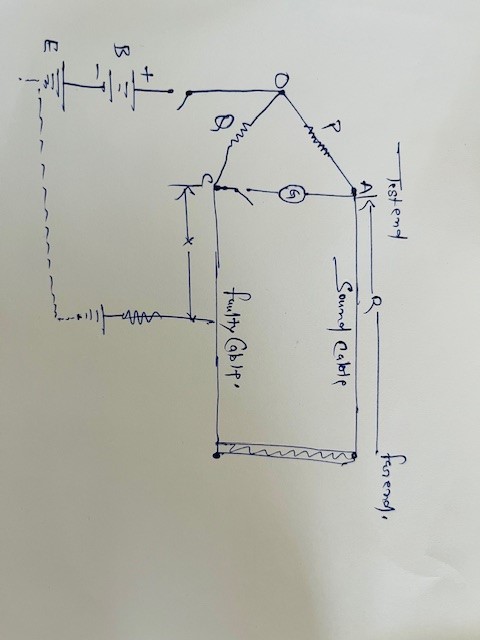 Test end
far end.
R
A
P
Sound Cable
G
O
Q
C
x
faulty Cable.
+
B
-
E